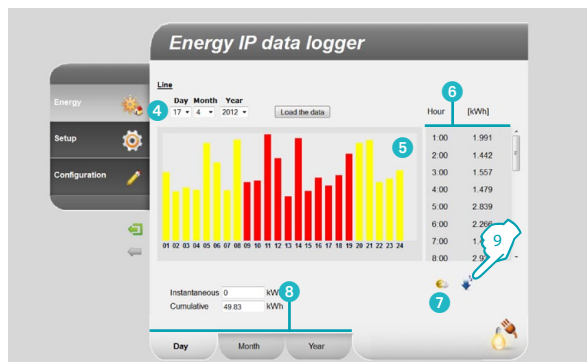 Energy IP data logger
Line
Energy
Setup
Configuration
4
Day Month Year
17 4 2012
Load the data
6
Hour [kWh]
5
1:00 1.991
2:00 1.442
3:00 1.557
4:00 1.479
5:00 2.839
6:00 2.266
7:00
8:00
9
01 02 03 04 05 06 07 08 09 10 11 12 13 14 15 16 17 18 19 20 21 22 23 24
7
8
Instantaneous 0
Cumulative 49.83 kWh
Day Month Year